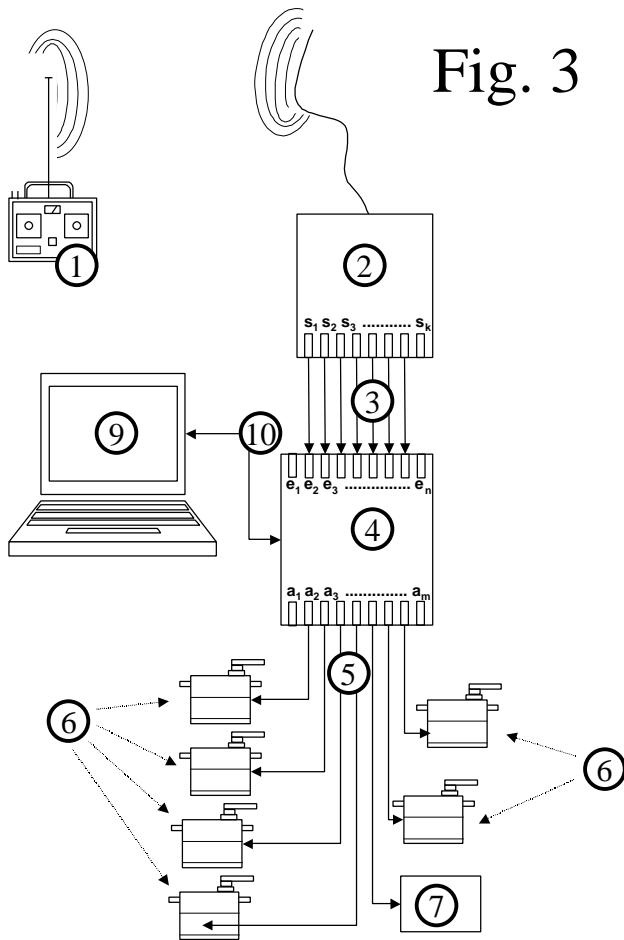 Fig. 3
1
2
s1 s2 s3 ........... sk
3
9
10
e1 e2 e3 ................ en
4
a1 a2 a3 ............... am
5
6
6
7